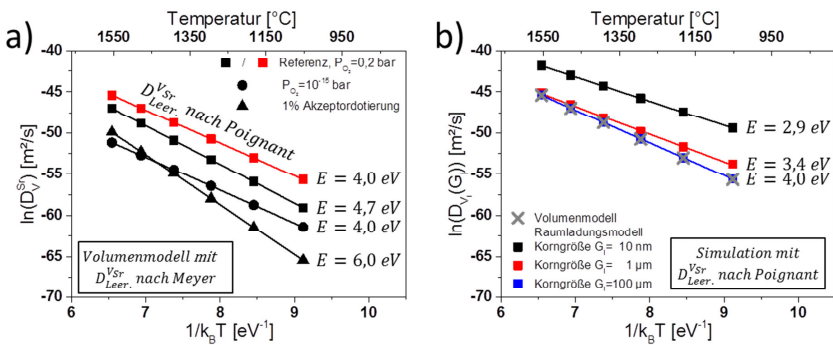 a)
Temperatur [°C]
1550 1300 1100 950
-40
-45
-50
-55
-60
-65
-70
ln(D_V^Sr) [m²/s]
■ / ■ Referenz, P_O₂=0,2 bar
● P_O₂=10⁻¹⁵ bar
▲ 1% Akzeptordotierung
D_Leer.^VSr nach Poignant
E = 4,0 eV
E = 4,7 eV
E = 4,0 eV
E = 6,0 eV
Volumenmodell mit
D_Leer.^VSr nach Meyer
6 7 8 9 10
1/k_BT [eV⁻¹]
b)
Temperatur [°C]
1550 1300 1100 950
-40
-45
-50
-55
-60
-65
-70
ln(D_V(G)) [m²/s]
E = 2,9 eV
E = 3,4 eV
E = 4,0 eV
Volumenmodell
Raumladungsmodell
Korngröße G_I= 10 nm
Korngröße G_I= 1 µm
Korngröße G_I=100 µm
Simulation mit
D_Leer.^VSr nach Poignant
6 7 8 9 10
1/k_BT [eV⁻¹]